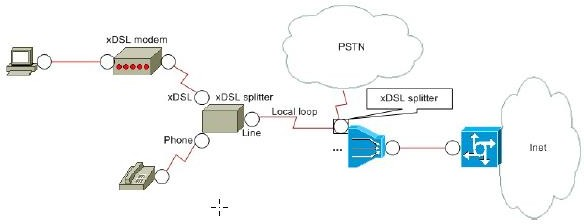 xDSL modem
PSTN
xDSL splitter
xDSL
xDSL splitter
Local loop
Phone
Line
...
Inet